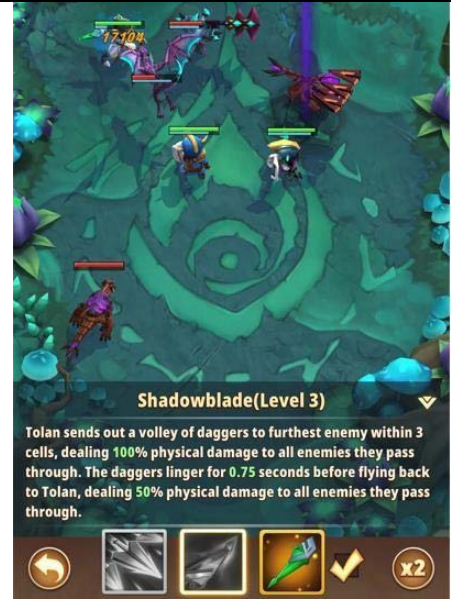 17104
Shadowblade(Level 3)
Tolan sends out a volley of daggers to furthest enemy within 3
cells, dealing 100% physical damage to all enemies they pass
through. The daggers linger for 0.75 seconds before flying back
to Tolan, dealing 50% physical damage to all enemies they pass
through.
x2